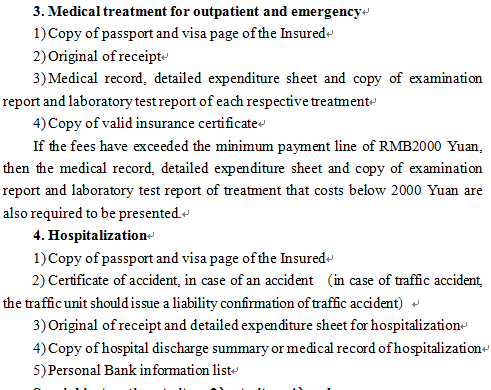 3. Medical treatment for outpatient and emergency↵
1) Copy of passport and visa page of the Insured↵
2) Original of receipt↵
3) Medical record, detailed expenditure sheet and copy of examination
report and laboratory test report of each respective treatment↵
4) Copy of valid insurance certificate↵
If the fees have exceeded the minimum payment line of RMB2000 Yuan,
then the medical record, detailed expenditure sheet and copy of examination
report and laboratory test report of treatment that costs below 2000 Yuan are
also required to be presented.↵
4. Hospitalization↵
1) Copy of passport and visa page of the Insured↵
2) Certificate of accident, in case of an accident （in case of traffic accident,
the traffic unit should issue a liability confirmation of traffic accident） ↵
3) Original of receipt and detailed expenditure sheet for hospitalization↵
4) Copy of hospital discharge summary or medical record of hospitalization↵
5) Personal Bank information list↵